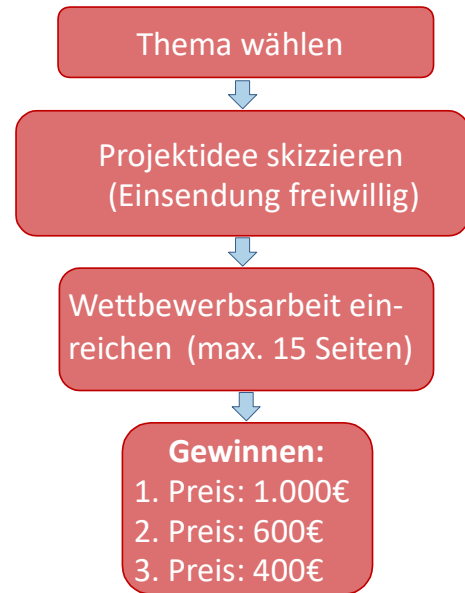 Thema wählen
Projektidee skizzieren
(Einsendung freiwillig)
Wettbewerbsarbeit ein-
reichen (max. 15 Seiten)
Gewinnen:
1. Preis: 1.000€
2. Preis: 600€
3. Preis: 400€